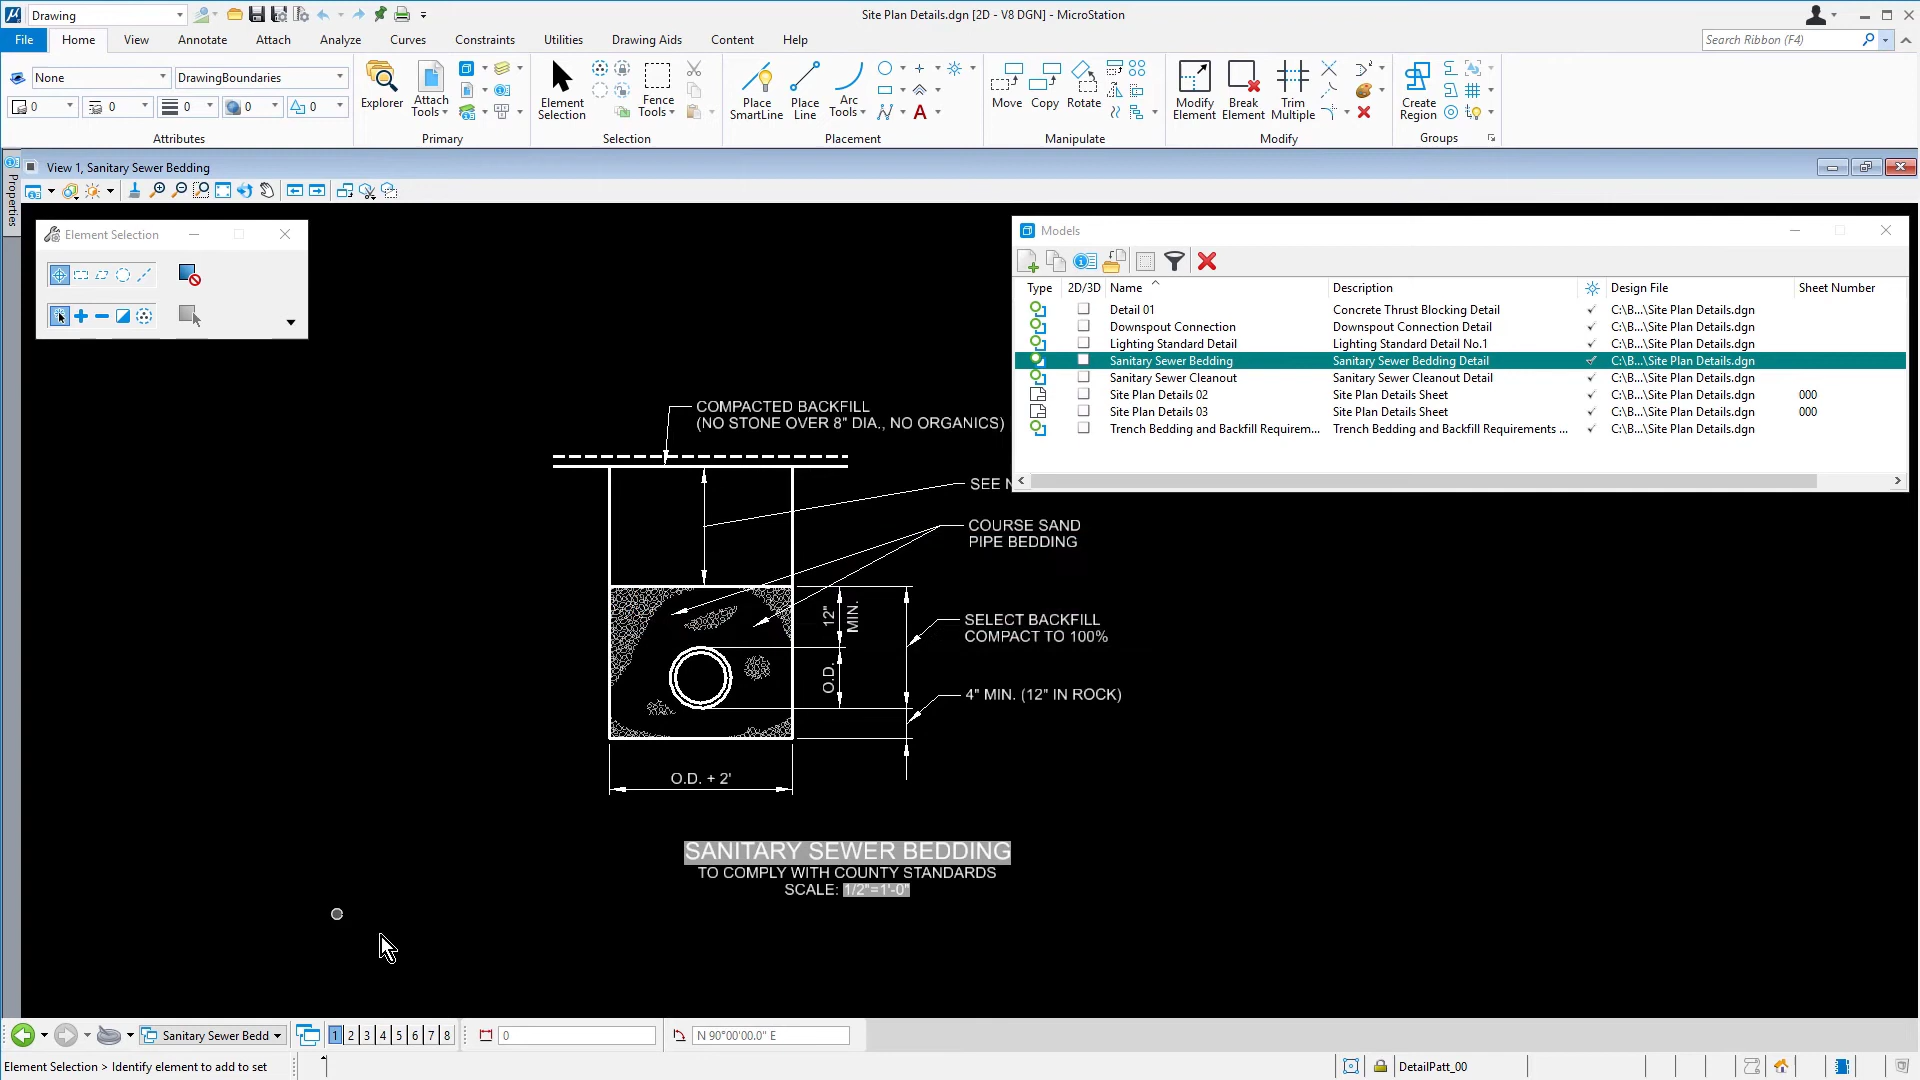 Drawing
Site Plan Details.dgn [2D - V8 DGN] - MicroStation
File Home View Annotate Attach Analyze Curves Constraints Utilities Drawing Aids Content Help
Search Ribbon (F4)
None
DrawingBoundaries
0 0 0 0 0
Attributes
Explorer
Attach Tools
Primary
Element Selection
Fence Tools
Selection
Place SmartLine
Place Line
Arc Tools
Placement
Move Copy Rotate
Manipulate
Modify Element
Break Element
Trim Multiple
Modify
Create Region
Groups
Properties
View 1, Sanitary Sewer Bedding
Element Selection
Models
Type 2D/3D Name Description Design File Sheet Number
Detail 01 Concrete Thrust Blocking Detail C:\B...\Site Plan Details.dgn
Downspout Connection Downspout Connection Detail C:\B...\Site Plan Details.dgn
Lighting Standard Detail Lighting Standard Detail No.1 C:\B...\Site Plan Details.dgn
Sanitary Sewer Bedding Sanitary Sewer Bedding Detail C:\B...\Site Plan Details.dgn
Sanitary Sewer Cleanout Sanitary Sewer Cleanout Detail C:\B...\Site Plan Details.dgn
Site Plan Details 02 Site Plan Details Sheet C:\B...\Site Plan Details.dgn 000
Site Plan Details 03 Site Plan Details Sheet C:\B...\Site Plan Details.dgn 000
Trench Bedding and Backfill Requirem... Trench Bedding and Backfill Requirements ... C:\B...\Site Plan Details.dgn
COMPACTED BACKFILL
(NO STONE OVER 8" DIA., NO ORGANICS)
SEE
COURSE SAND
PIPE BEDDING
12"
MIN.
SELECT BACKFILL
COMPACT TO 100%
O.D.
4" MIN. (12" IN ROCK)
O.D. + 2'
SANITARY SEWER BEDDING
TO COMPLY WITH COUNTY STANDARDS
SCALE: 1/2"=1'-0"
Sanitary Sewer Bedd
1 2 3 4 5 6 7 8
0
N 90°00'00.0" E
Element Selection > Identify element to add to set
DetailPatt_00